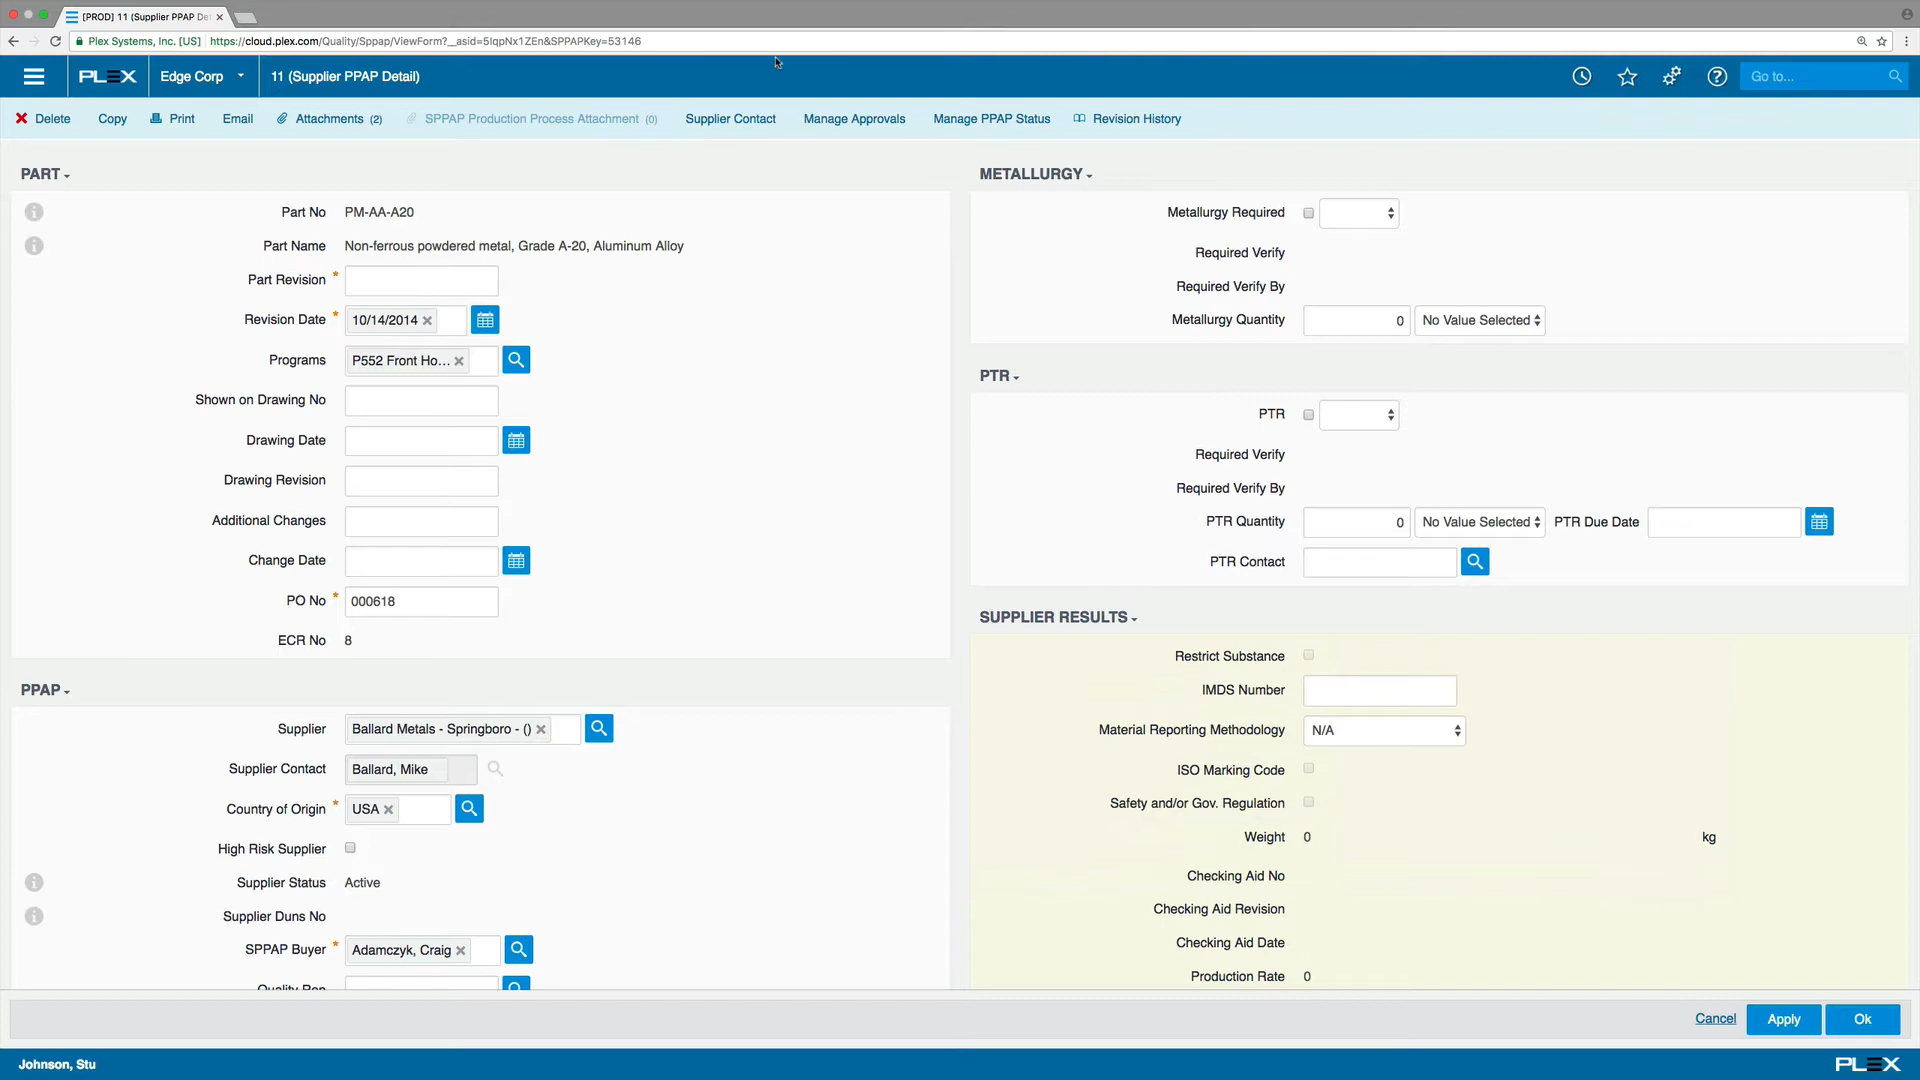 [PROD] 11 (Supplier PPAP De
Plex Systems, Inc. [US] https://cloud.plex.com/Quality/Sppap/ViewForm?__asid=5IqpNx1ZEn&SPPAPKey=53146
PLEX Edge Corp 11 (Supplier PPAP Detail) Go to...
Delete Copy Print Email Attachments (2) SPPAP Production Process Attachment (0) Supplier Contact Manage Approvals Manage PPAP Status Revision History
PART
Part No PM-AA-A20
Part Name Non-ferrous powdered metal, Grade A-20, Aluminum Alloy
Part Revision *
Revision Date * 10/14/2014
Programs P552 Front Ho...
Shown on Drawing No
Drawing Date
Drawing Revision
Additional Changes
Change Date
PO No * 000618
ECR No 8
PPAP
Supplier Ballard Metals - Springboro - ()
Supplier Contact Ballard, Mike
Country of Origin * USA
High Risk Supplier
Supplier Status Active
Supplier Duns No
SPPAP Buyer * Adamczyk, Craig
Quality Rep
METALLURGY
Metallurgy Required
Required Verify
Required Verify By
Metallurgy Quantity 0 No Value Selected
PTR
PTR
Required Verify
Required Verify By
PTR Quantity 0 No Value Selected PTR Due Date
PTR Contact
SUPPLIER RESULTS
Restrict Substance
IMDS Number
Material Reporting Methodology N/A
ISO Marking Code
Safety and/or Gov. Regulation
Weight 0 kg
Checking Aid No
Checking Aid Revision
Checking Aid Date
Production Rate 0
Cancel Apply Ok
Johnson, Stu PLEX